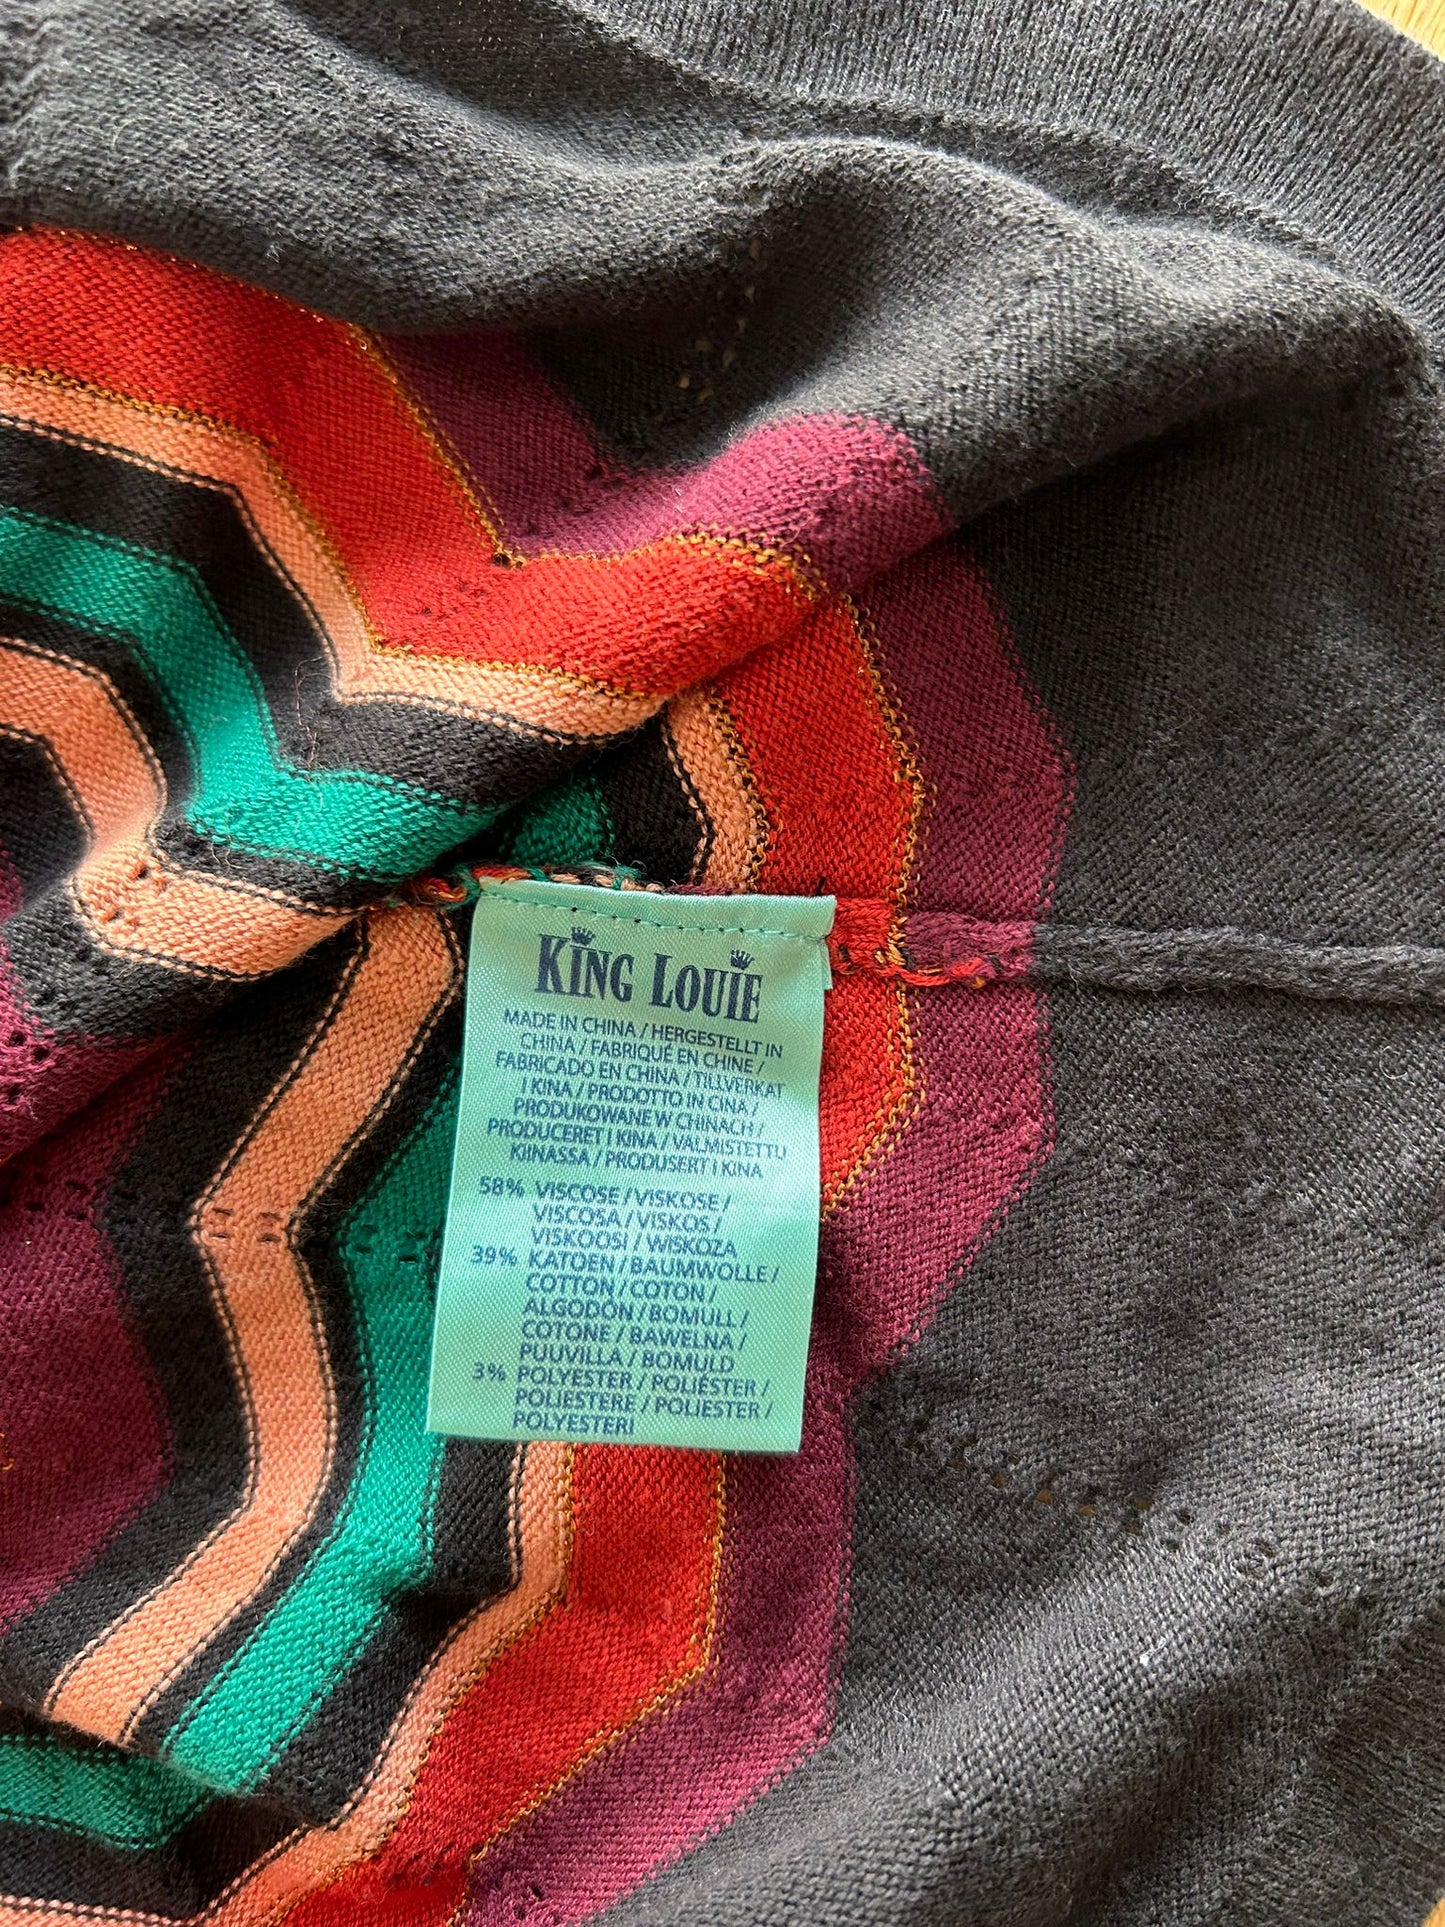 KING LOUIE
MADE IN CHINA / HERGESTELLT IN
CHINA / FABRIQUÉ EN CHINE /
FABRICADO EN CHINA / TILLVERKAT
I KINA / PRODOTTO IN CINA /
PRODUKOWANE W CHINACH /
PRODUCERET I KINA / VALMISTETTU
KIINASSA / PRODUSERT I KINA
58% VISCOSE / VISKOSE /
VISCOSA / VISKOS /
VISKOOSI / WISKOZA
39% KATOEN / BAUMWOLLE /
COTTON / COTON /
ALGODÓN / BOMULL /
COTONE / BAWELNA /
PUUVILLA / BOMULD
3% POLYESTER / POLIÉSTER /
POLIESTERE / POLIESTER /
POLYESTERI